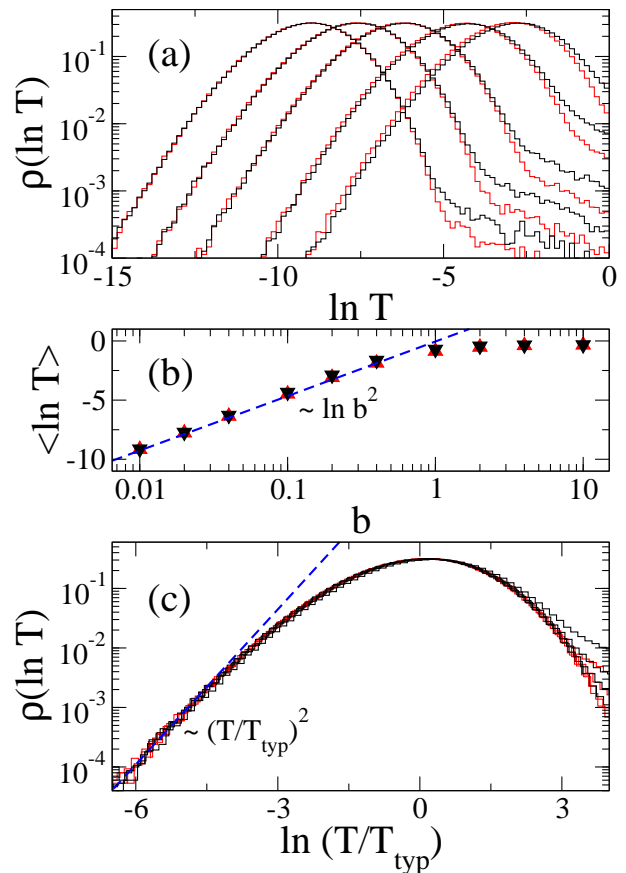 (a)
ρ(ln T)
10⁻¹
10⁻²
10⁻³
10⁻⁴
-15 -10 -5 0
ln T
(b)
<ln T>
0
-5
-10
~ ln b²
0.01 0.1 1 10
b
(c)
ρ(ln T)
10⁻¹
10⁻²
10⁻³
10⁻⁴
~ (T/T_typ)²
-6 -3 0 3
ln (T/T_typ)